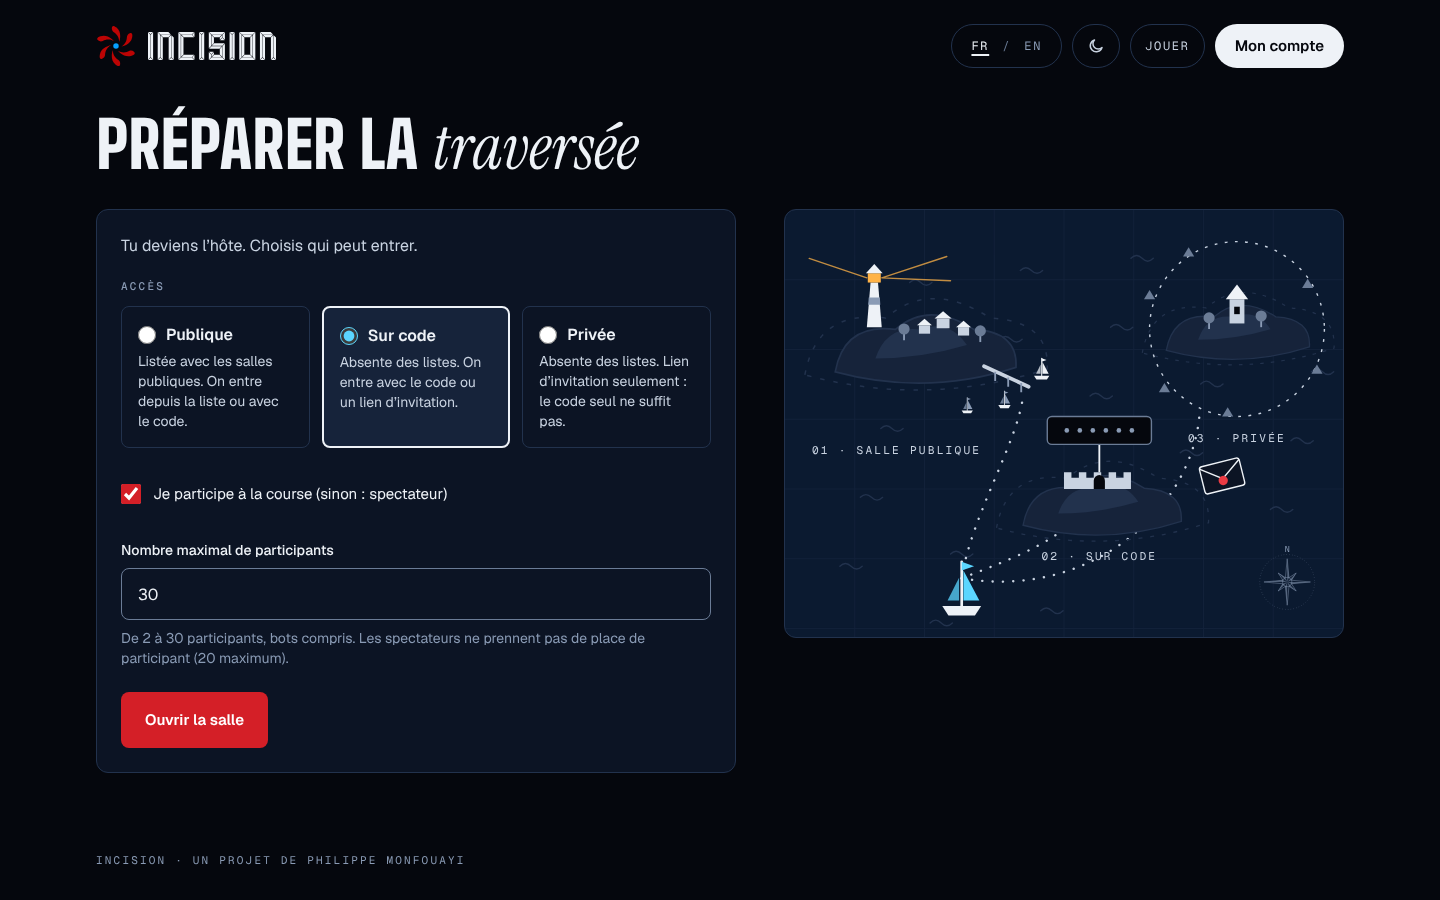 INCISION
FR / EN
JOUER
Mon compte
PRÉPARER LA traversée
Tu deviens l'hôte. Choisis qui peut entrer.
ACCÈS
Publique
Listée avec les salles
publiques. On entre
depuis la liste ou avec
le code.
Sur code
Absente des listes. On
entre avec le code ou
un lien d'invitation.
Privée
Absente des listes. Lien
d'invitation seulement :
le code seul ne suffit
pas.
Je participe à la course (sinon : spectateur)
Nombre maximal de participants
30
De 2 à 30 participants, bots compris. Les spectateurs ne prennent pas de place de
participant (20 maximum).
Ouvrir la salle
01 · SALLE PUBLIQUE
03 · PRIVÉE
02 · SUR CODE
N
INCISION · UN PROJET DE PHILIPPE MONFOUAYI